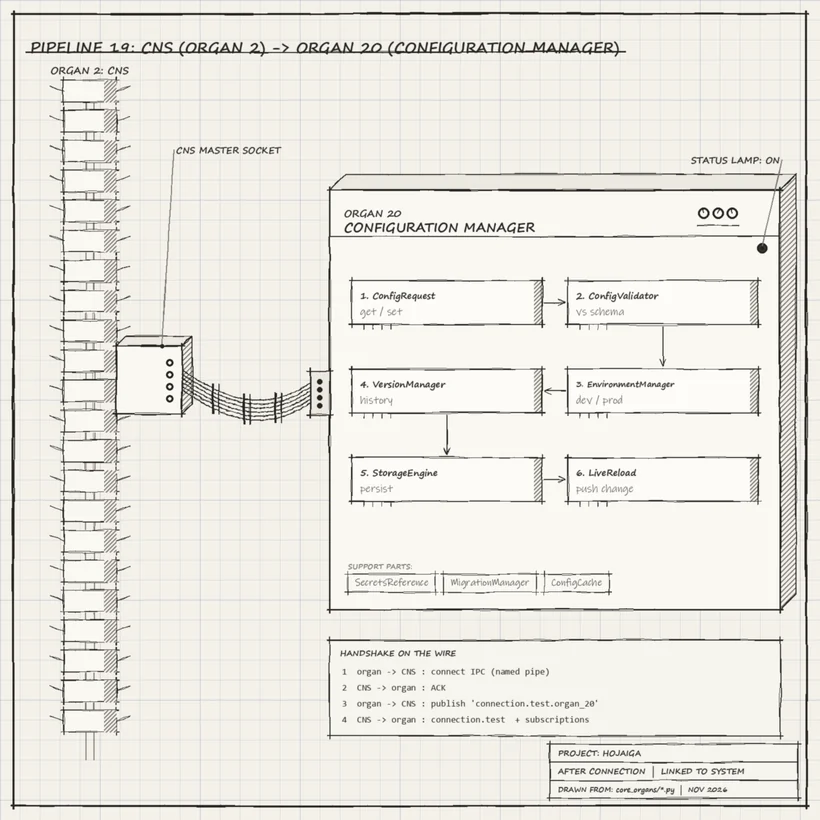 PIPELINE 19: CNS (ORGAN 2) -> ORGAN 20 (CONFIGURATION MANAGER)
ORGAN 2: CNS
CNS MASTER SOCKET
STATUS LAMP: ON
ORGAN 20
CONFIGURATION MANAGER
1. ConfigRequest
get / set
2. ConfigValidator
vs schema
4. VersionManager
history
3. EnvironmentManager
dev / prod
5. StorageEngine
persist
6. LiveReload
push change
SUPPORT PARTS:
SecretsReference
MigrationManager
ConfigCache
HANDSHAKE ON THE WIRE
1 organ -> CNS : connect IPC (named pipe)
2 CNS -> organ : ACK
3 organ -> CNS : publish 'connection.test.organ_20'
4 CNS -> organ : connection.test + subscriptions
PROJECT: HOJAIGA
AFTER CONNECTION | LINKED TO SYSTEM
DRAWN FROM: core_organs/*.py | NOV 2026